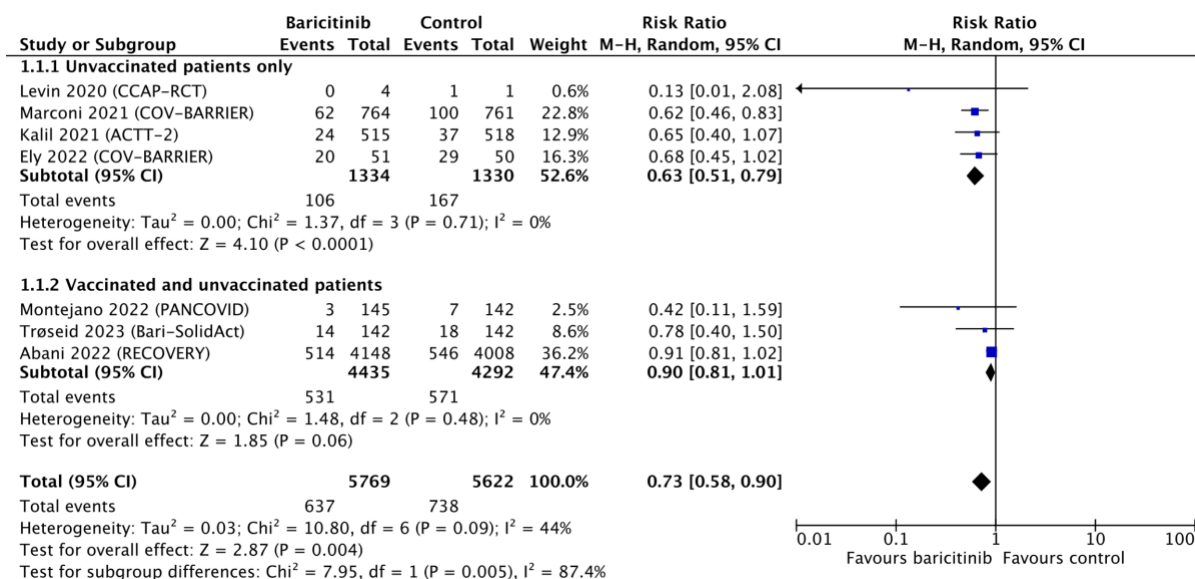 Baricitinib Control Risk Ratio Risk Ratio
Study or Subgroup Events Total Events Total Weight M-H, Random, 95% CI M-H, Random, 95% CI
1.1.1 Unvaccinated patients only
Levin 2020 (CCAP-RCT) 0 4 1 1 0.6% 0.13 [0.01, 2.08]
Marconi 2021 (COV-BARRIER) 62 764 100 761 22.8% 0.62 [0.46, 0.83]
Kalil 2021 (ACTT-2) 24 515 37 518 12.9% 0.65 [0.40, 1.07]
Ely 2022 (COV-BARRIER) 20 51 29 50 16.3% 0.68 [0.45, 1.02]
Subtotal (95% CI) 1334 1330 52.6% 0.63 [0.51, 0.79]
Total events 106 167
Heterogeneity: Tau² = 0.00; Chi² = 1.37, df = 3 (P = 0.71); I² = 0%
Test for overall effect: Z = 4.10 (P < 0.0001)
1.1.2 Vaccinated and unvaccinated patients
Montejano 2022 (PANCOVID) 3 145 7 142 2.5% 0.42 [0.11, 1.59]
Trøseid 2023 (Bari-SolidAct) 14 142 18 142 8.6% 0.78 [0.40, 1.50]
Abani 2022 (RECOVERY) 514 4148 546 4008 36.2% 0.91 [0.81, 1.02]
Subtotal (95% CI) 4435 4292 47.4% 0.90 [0.81, 1.01]
Total events 531 571
Heterogeneity: Tau² = 0.00; Chi² = 1.48, df = 2 (P = 0.48); I² = 0%
Test for overall effect: Z = 1.85 (P = 0.06)
Total (95% CI) 5769 5622 100.0% 0.73 [0.58, 0.90]
Total events 637 738
Heterogeneity: Tau² = 0.03; Chi² = 10.80, df = 6 (P = 0.09); I² = 44%
Test for overall effect: Z = 2.87 (P = 0.004)
Test for subgroup differences: Chi² = 7.95, df = 1 (P = 0.005), I² = 87.4%
0.01 0.1 1 10 100
Favours baricitinib Favours control